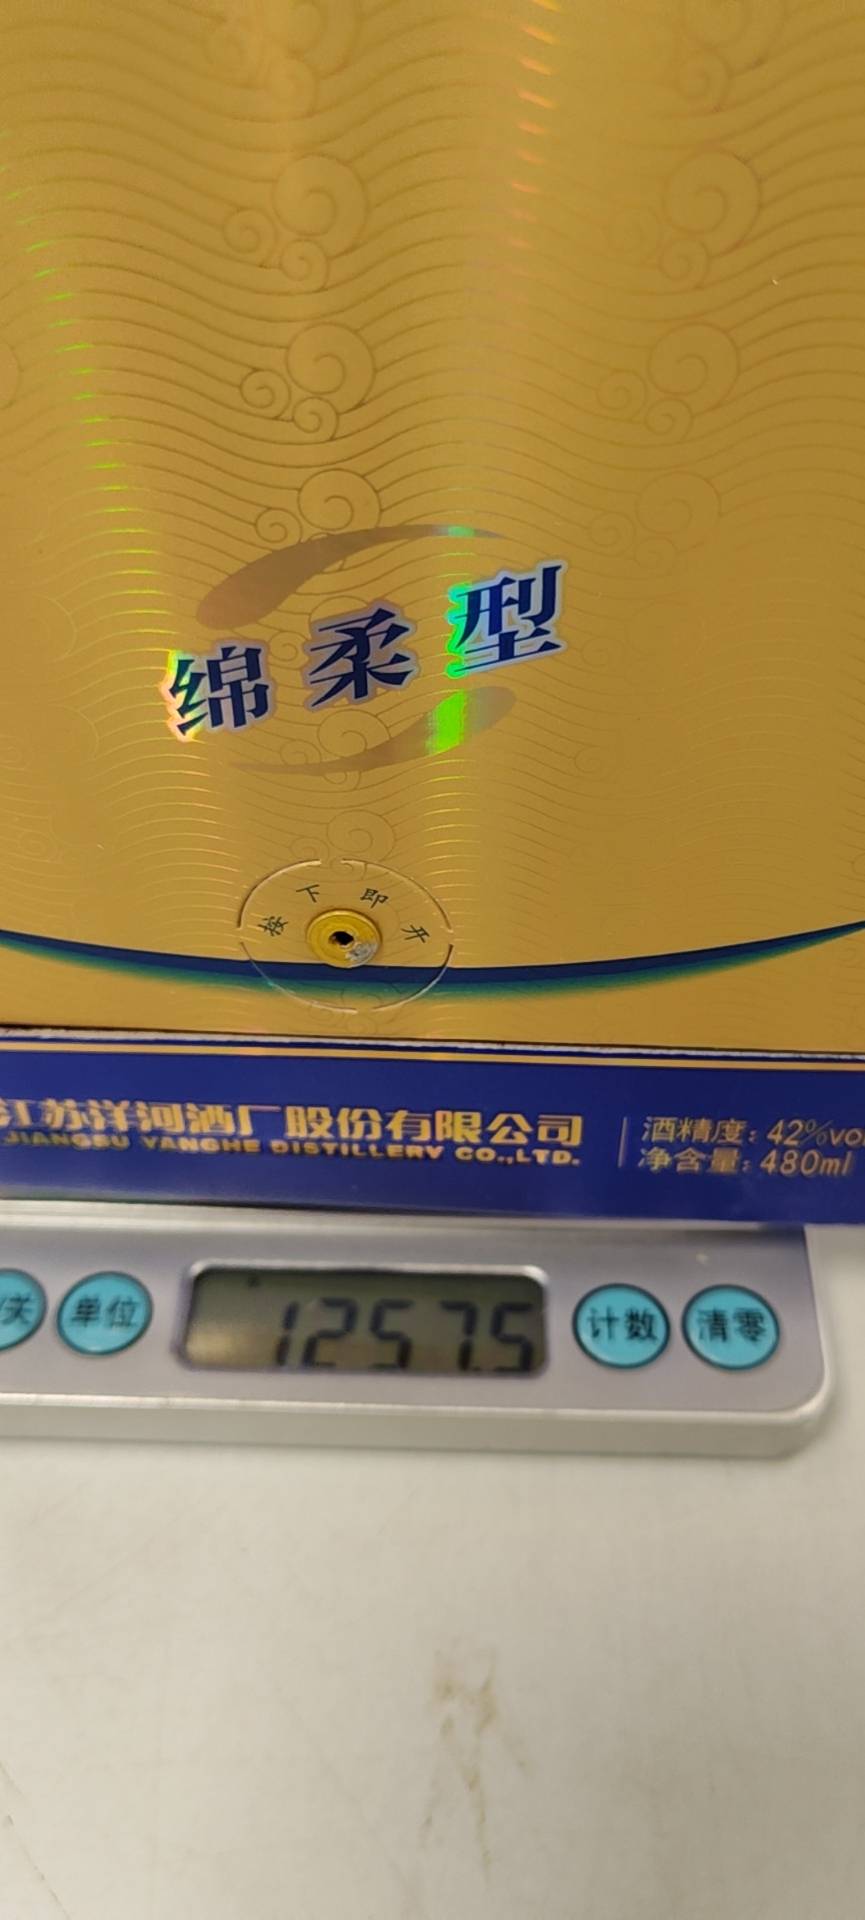 绵柔型
按下即开
江苏洋河酒厂股份有限公司
JIANGSU YANGHE DISTILLERY CO.,LTD.
酒精度：42%vo
净含量：480ml
/关 单位 1257.5 计数 清零